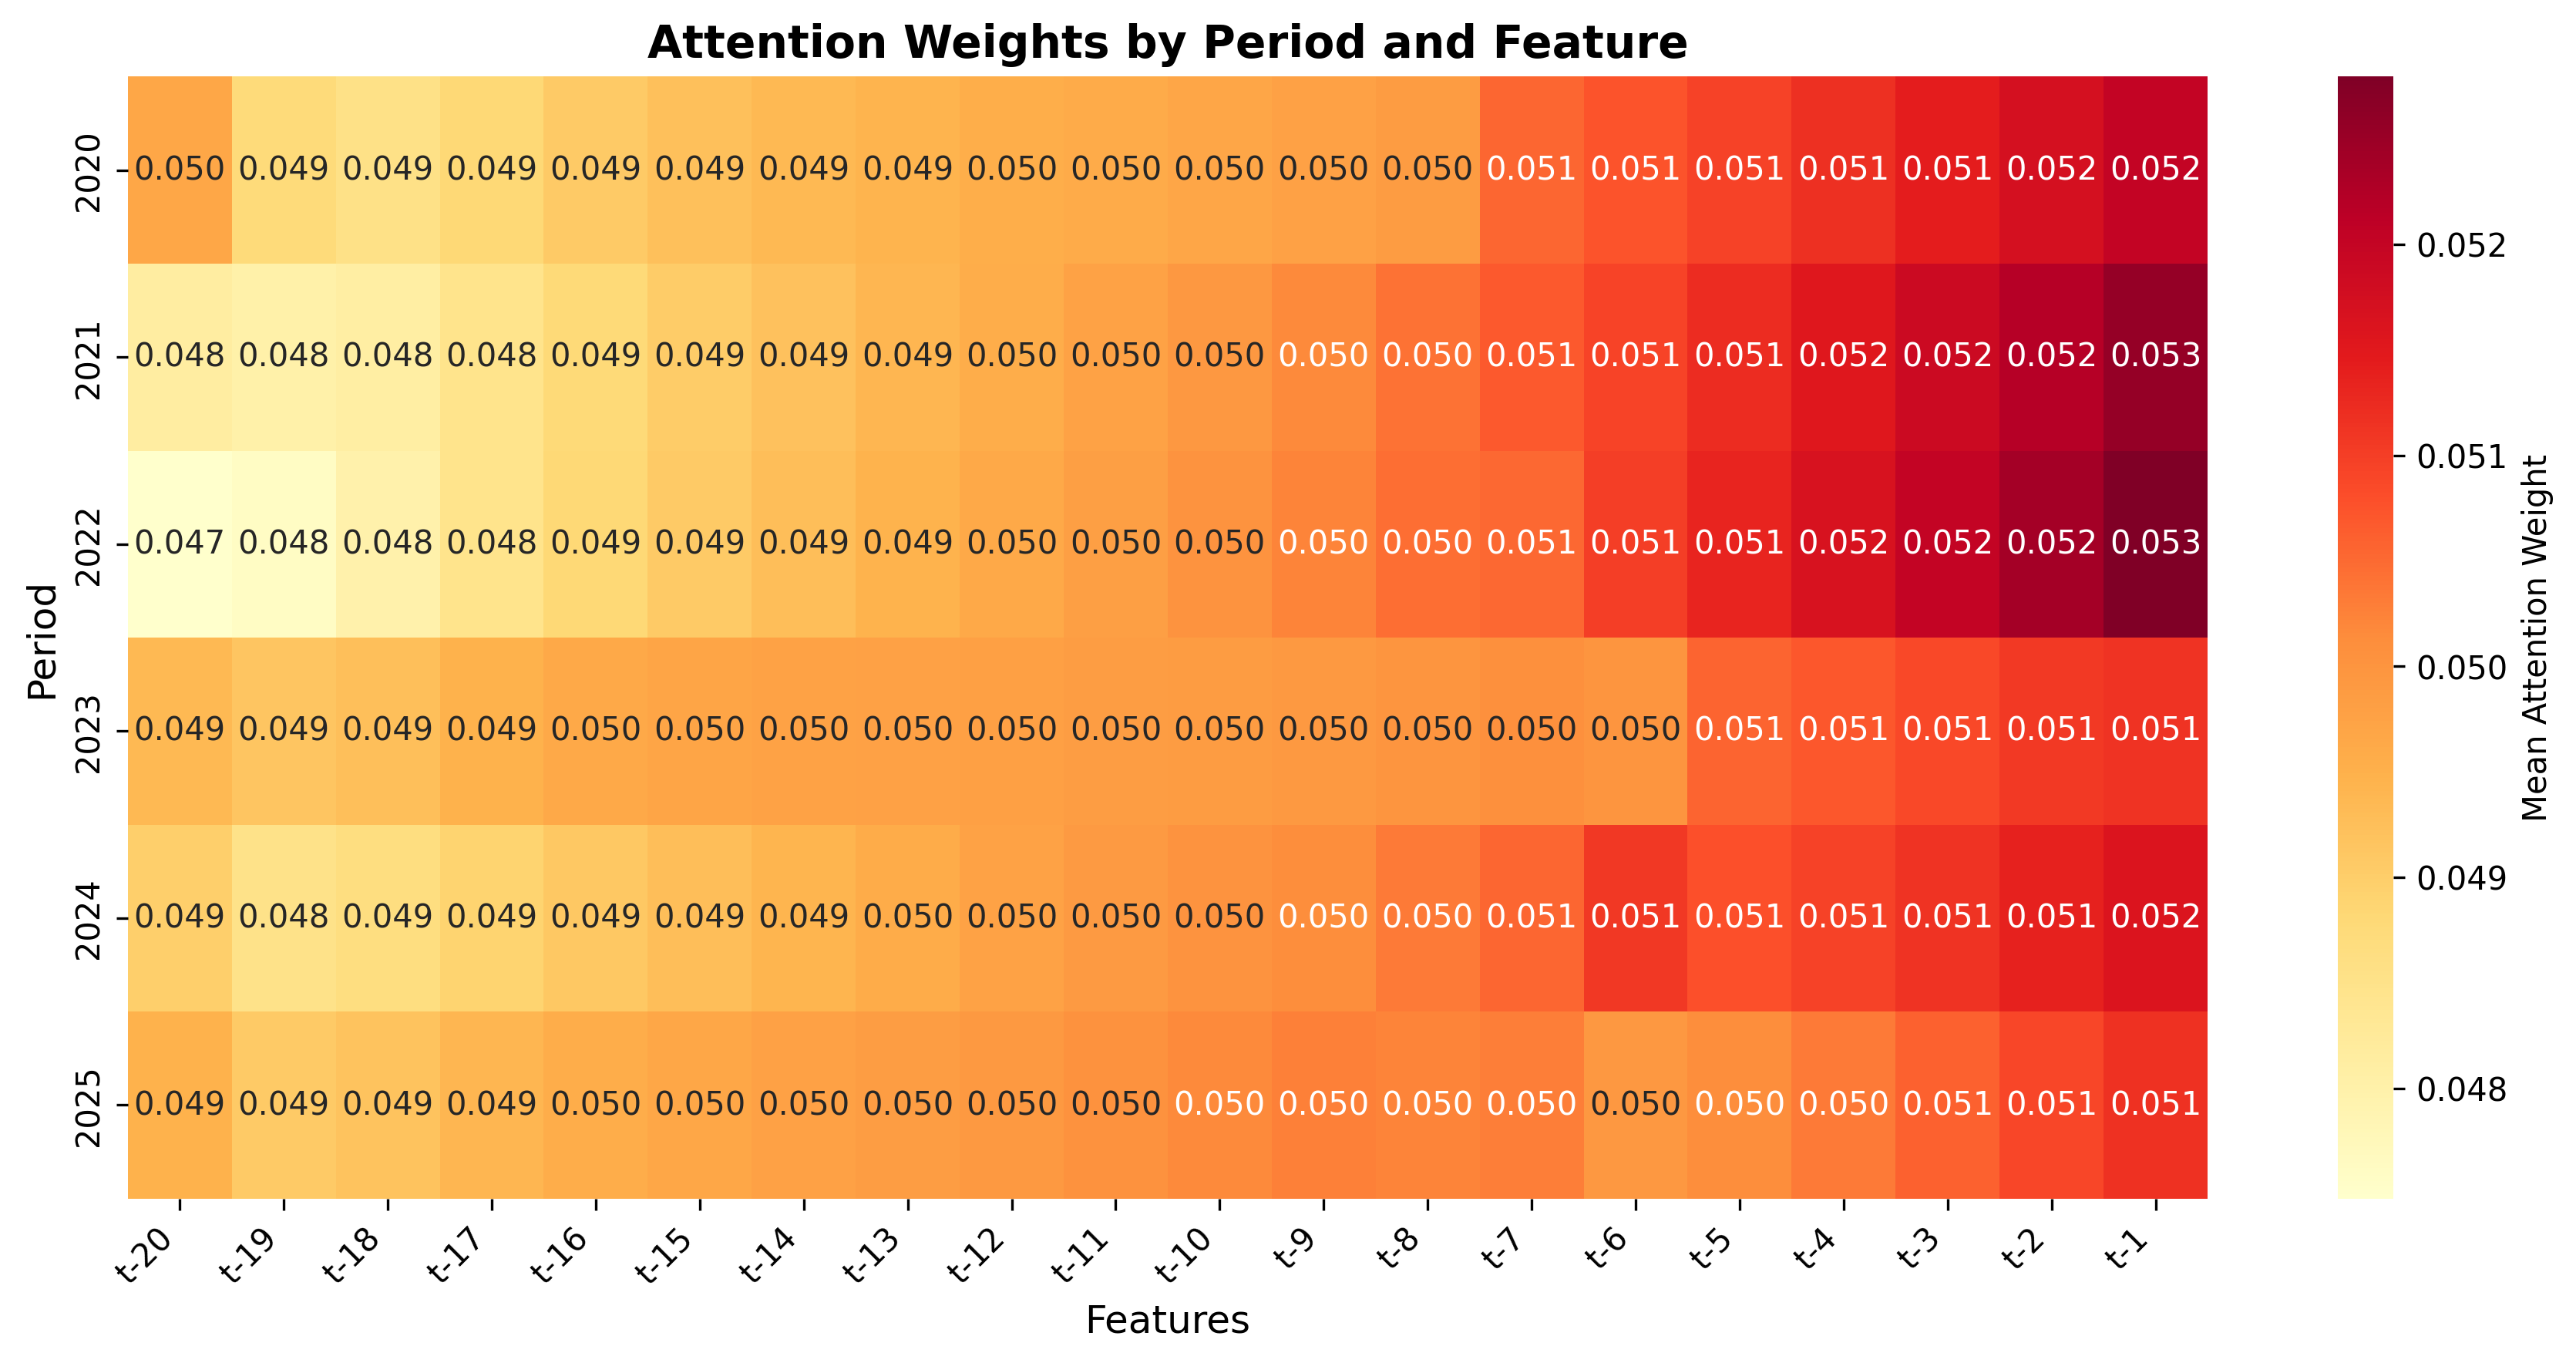 Attention Weights by Period and Feature
2020 0.050 0.049 0.049 0.049 0.049 0.049 0.049 0.049 0.050 0.050 0.050 0.050 0.050 0.051 0.051 0.051 0.051 0.051 0.052 0.052
2021 0.048 0.048 0.048 0.048 0.049 0.049 0.049 0.049 0.050 0.050 0.050 0.050 0.050 0.051 0.051 0.051 0.052 0.052 0.052 0.053
2022 0.047 0.048 0.048 0.048 0.049 0.049 0.049 0.049 0.050 0.050 0.050 0.050 0.050 0.051 0.051 0.051 0.052 0.052 0.052 0.053
2023 0.049 0.049 0.049 0.049 0.050 0.050 0.050 0.050 0.050 0.050 0.050 0.050 0.050 0.050 0.050 0.051 0.051 0.051 0.051 0.051
2024 0.049 0.048 0.049 0.049 0.049 0.049 0.049 0.050 0.050 0.050 0.050 0.050 0.050 0.051 0.051 0.051 0.051 0.051 0.051 0.052
2025 0.049 0.049 0.049 0.049 0.050 0.050 0.050 0.050 0.050 0.050 0.050 0.050 0.050 0.050 0.050 0.050 0.050 0.051 0.051 0.051
Period
t-20 t-19 t-18 t-17 t-16 t-15 t-14 t-13 t-12 t-11 t-10 t-9 t-8 t-7 t-6 t-5 t-4 t-3 t-2 t-1
Features
0.052
0.051
0.050
0.049
0.048
Mean Attention Weight